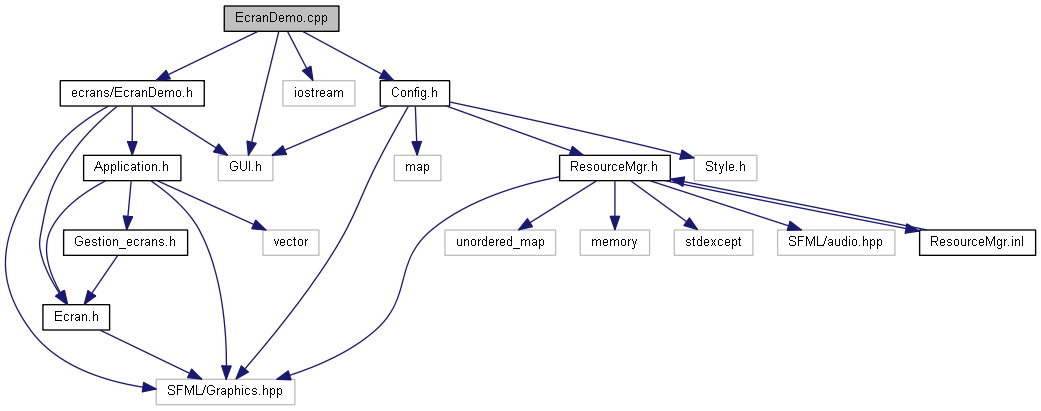 EcranDemo.cpp
ecrans/EcranDemo.h
iostream
Config.h
Application.h
GUI.h
map
ResourceMgr.h
Style.h
Gestion_ecrans.h
vector
unordered_map
memory
stdexcept
SFML/audio.hpp
ResourceMgr.inl
Ecran.h
SFML/Graphics.hpp